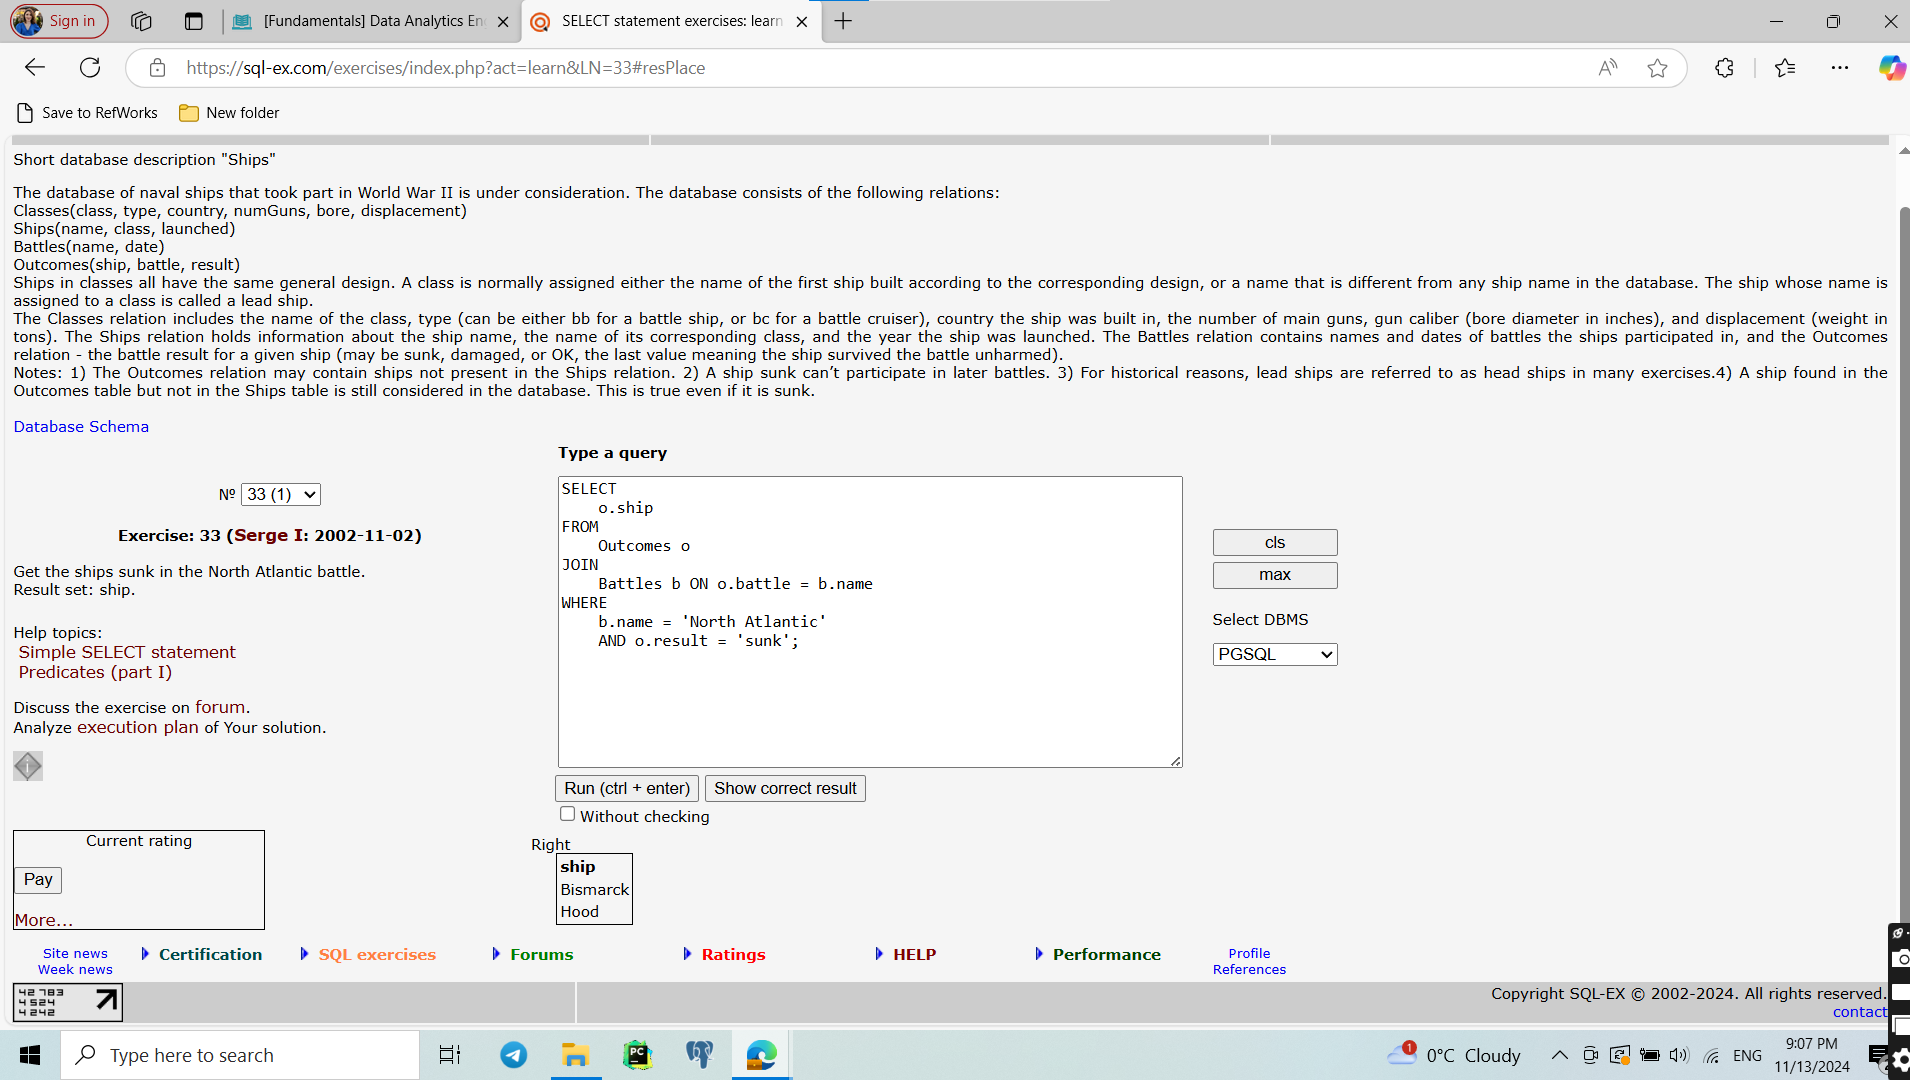 Sign in
[Fundamentals] Data Analytics En
SELECT statement exercises: learn
https://sql-ex.com/exercises/index.php?act=learn&LN=33#resPlace
Save to RefWorks
New folder
Short database description "Ships"
The database of naval ships that took part in World War II is under consideration. The database consists of the following relations:
Classes(class, type, country, numGuns, bore, displacement)
Ships(name, class, launched)
Battles(name, date)
Outcomes(ship, battle, result)
Ships in classes all have the same general design. A class is normally assigned either the name of the first ship built according to the corresponding design, or a name that is different from any ship name in the database. The ship whose name is
assigned to a class is called a lead ship.
The Classes relation includes the name of the class, type (can be either bb for a battle ship, or bc for a battle cruiser), country the ship was built in, the number of main guns, gun caliber (bore diameter in inches), and displacement (weight in
tons). The Ships relation holds information about the ship name, the name of its corresponding class, and the year the ship was launched. The Battles relation contains names and dates of battles the ships participated in, and the Outcomes
relation - the battle result for a given ship (may be sunk, damaged, or OK, the last value meaning the ship survived the battle unharmed).
Notes: 1) The Outcomes relation may contain ships not present in the Ships relation. 2) A ship sunk can’t participate in later battles. 3) For historical reasons, lead ships are referred to as head ships in many exercises.4) A ship found in the
Outcomes table but not in the Ships table is still considered in the database. This is true even if it is sunk.
Database Schema
Type a query
№ 33 (1)
Exercise: 33 (Serge I: 2002-11-02)
Get the ships sunk in the North Atlantic battle.
Result set: ship.
Help topics:
Simple SELECT statement
Predicates (part I)
Discuss the exercise on forum.
Analyze execution plan of Your solution.
SELECT
o.ship
FROM
Outcomes o
JOIN
Battles b ON o.battle = b.name
WHERE
b.name = 'North Atlantic'
AND o.result = 'sunk';
cls
max
Select DBMS
PGSQL
Run (ctrl + enter)
Show correct result
Without checking
Current rating
Pay
More...
Right
ship
Bismarck
Hood
Site news
Week news
Certification
SQL exercises
Forums
Ratings
HELP
Performance
Profile
References
42 783
4 524
4 242
Copyright SQL-EX © 2002-2024. All rights reserved.
contact
Type here to search
PC
1
0°C Cloudy
ENG
9:07 PM
11/13/2024